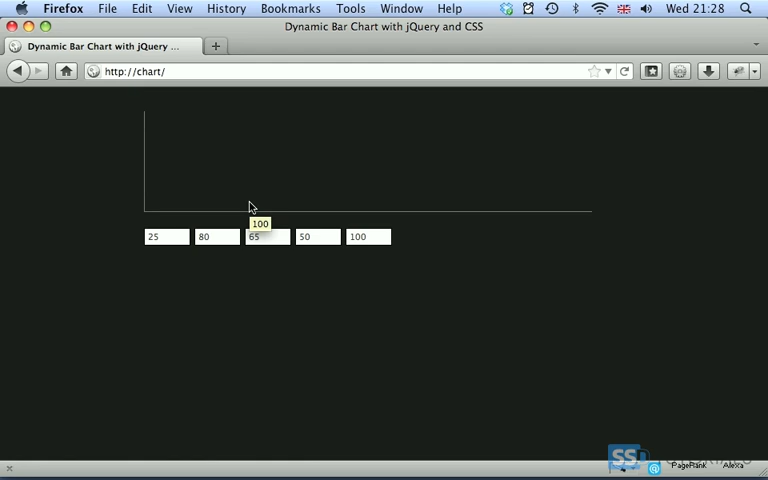 Firefox File Edit View History Bookmarks Tools Window Help Wed 21:28
Dynamic Bar Chart with jQuery and CSS
Dynamic Bar Chart with jQuery ...
http://chart/
100
25 80 65 50 100
SS
PageRank Alexa